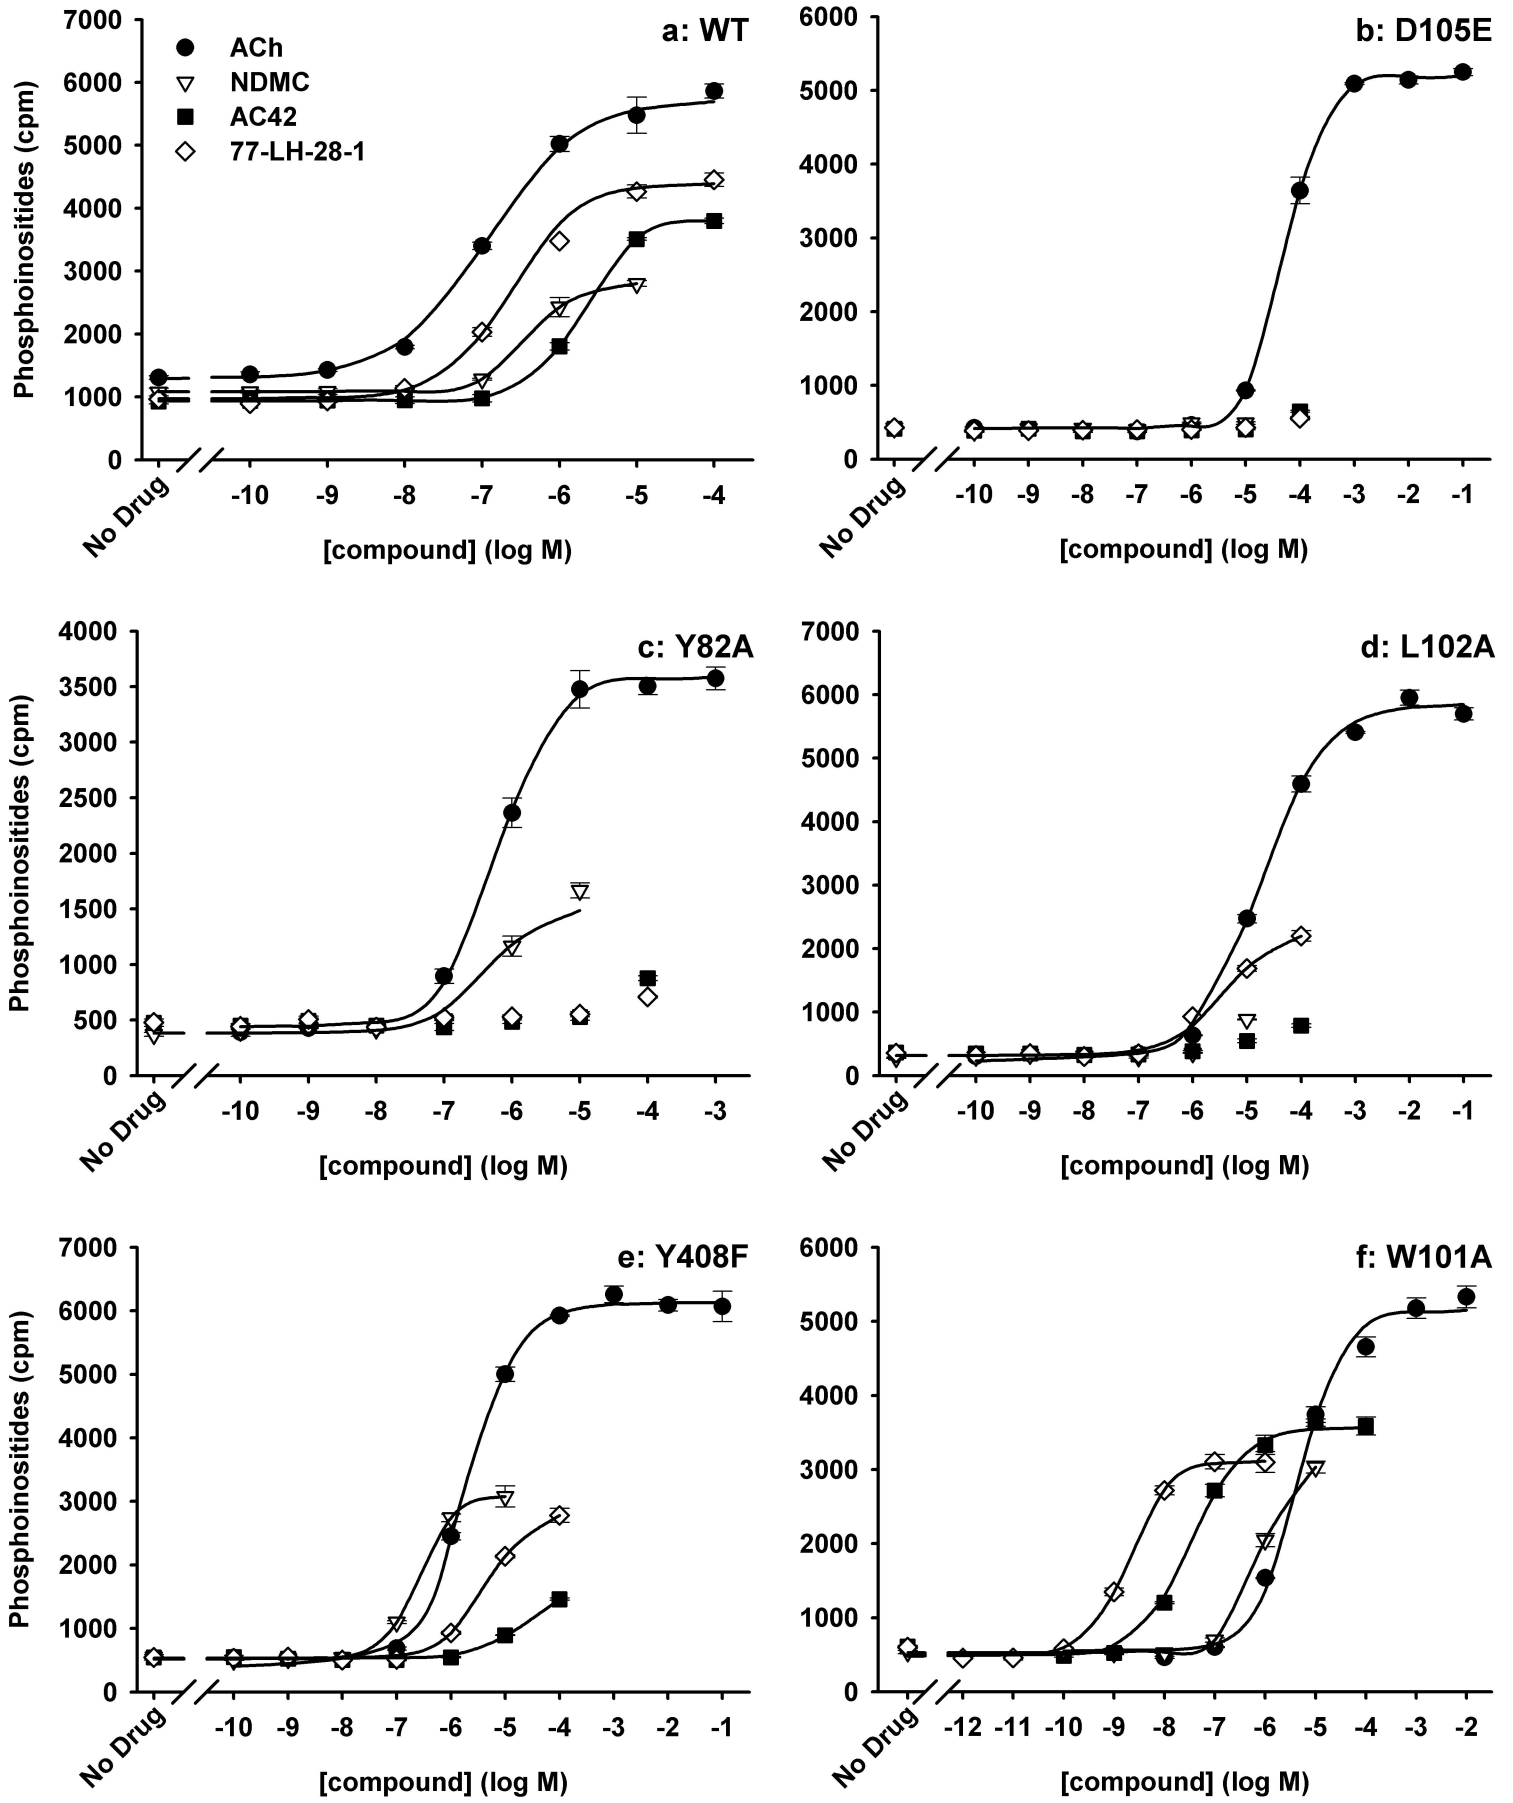 a: WT
ACh
NDMC
AC42
77-LH-28-1
Phosphoinositides (cpm)
7000
6000
5000
4000
3000
2000
1000
0
No Drug -10 -9 -8 -7 -6 -5 -4
[compound] (log M)
b: D105E
6000
5000
4000
3000
2000
1000
0
No Drug -10 -9 -8 -7 -6 -5 -4 -3 -2 -1
[compound] (log M)
c: Y82A
Phosphoinositides (cpm)
4000
3500
3000
2500
2000
1500
1000
500
0
No Drug -10 -9 -8 -7 -6 -5 -4 -3
[compound] (log M)
d: L102A
7000
6000
5000
4000
3000
2000
1000
0
No Drug -10 -9 -8 -7 -6 -5 -4 -3 -2 -1
[compound] (log M)
e: Y408F
Phosphoinositides (cpm)
7000
6000
5000
4000
3000
2000
1000
0
No Drug -10 -9 -8 -7 -6 -5 -4 -3 -2 -1
[compound] (log M)
f: W101A
6000
5000
4000
3000
2000
1000
0
No Drug -12 -11 -10 -9 -8 -7 -6 -5 -4 -3 -2
[compound] (log M)